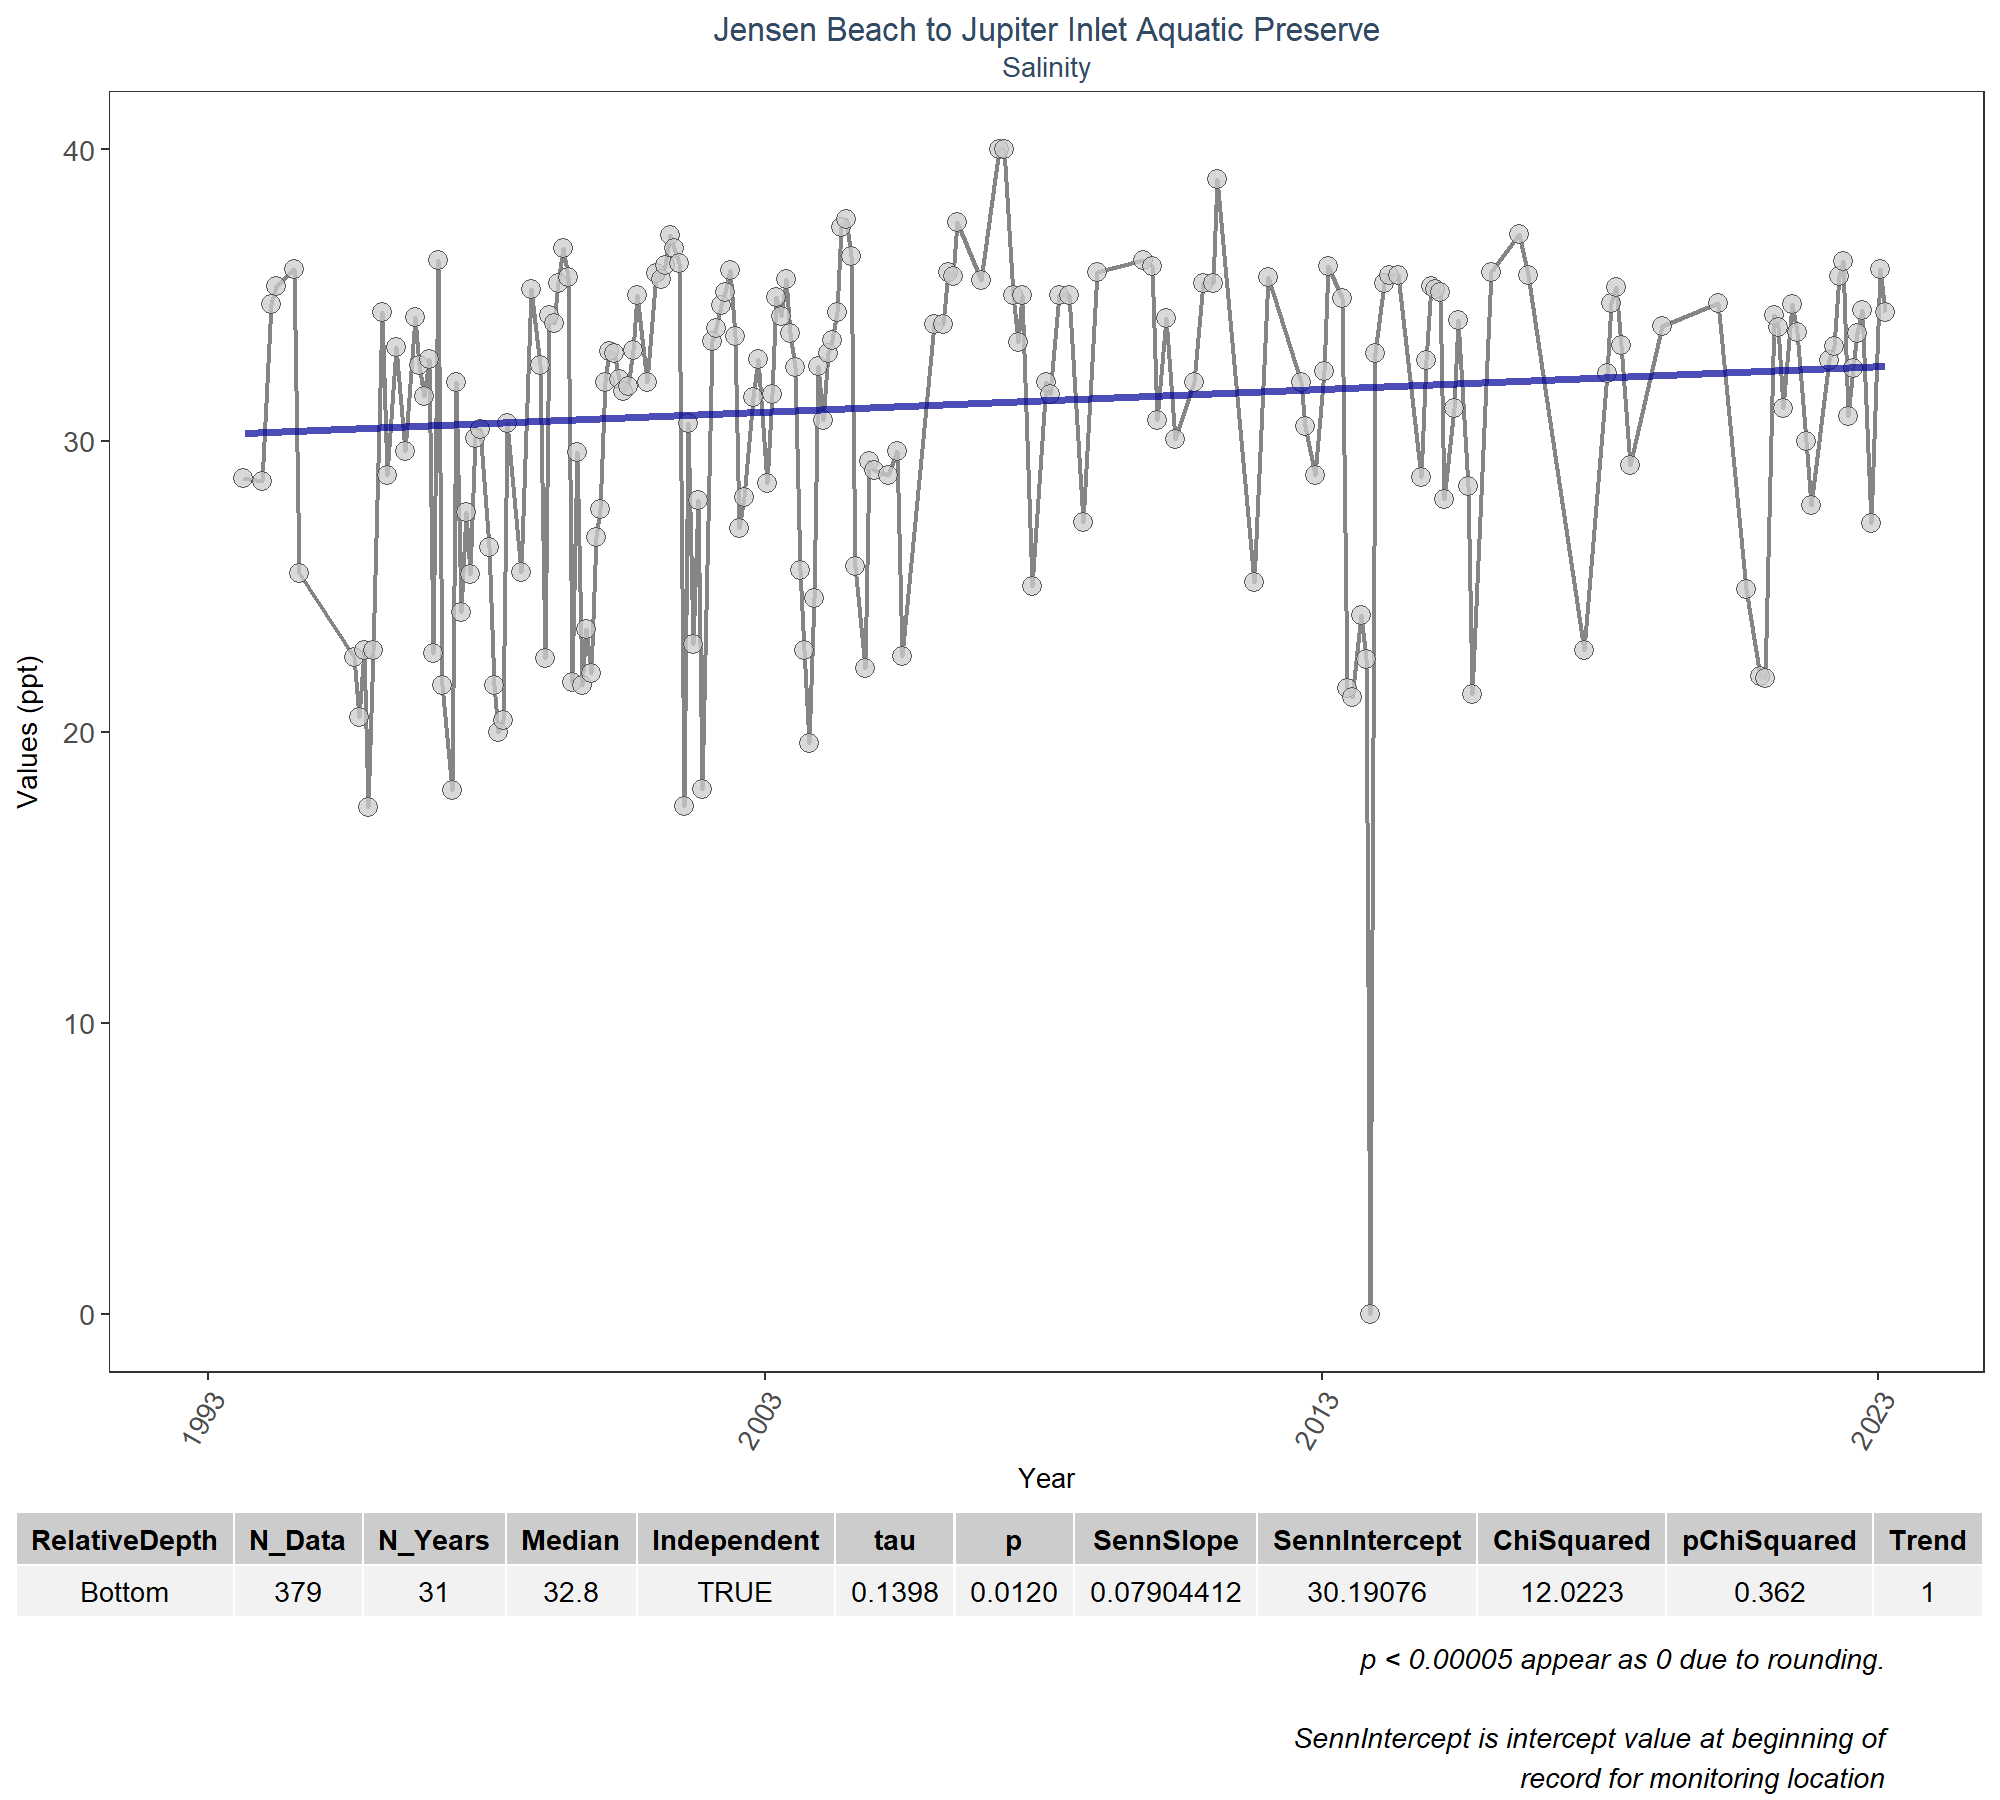 Jensen Beach to Jupiter Inlet Aquatic Preserve
Salinity
Values (ppt)
40
30
20
10
0
1993 2003 2013 2023
Year
RelativeDepth N_Data N_Years Median Independent tau p SennSlope SennIntercept ChiSquared pChiSquared Trend
Bottom 379 31 32.8 TRUE 0.1398 0.0120 0.07904412 30.19076 12.0223 0.362 1
p < 0.00005 appear as 0 due to rounding.
SennIntercept is intercept value at beginning of
record for monitoring location